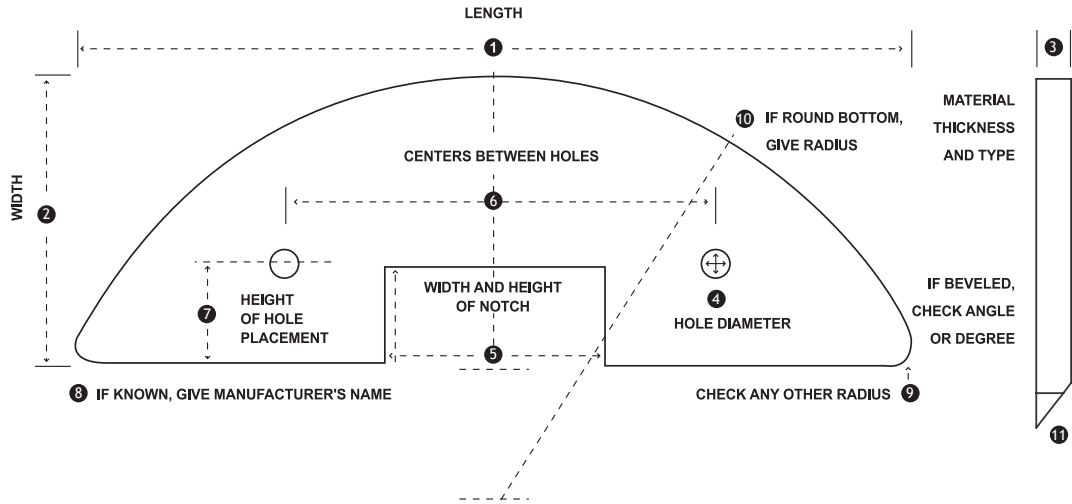 LENGTH
1
3
WIDTH
2
10 IF ROUND BOTTOM,
GIVE RADIUS
MATERIAL
THICKNESS
AND TYPE
CENTERS BETWEEN HOLES
6
7
HEIGHT
OF HOLE
PLACEMENT
WIDTH AND HEIGHT
OF NOTCH
5
4
HOLE DIAMETER
IF BEVELED,
CHECK ANGLE
OR DEGREE
8 IF KNOWN, GIVE MANUFACTURER'S NAME
CHECK ANY OTHER RADIUS 9
11